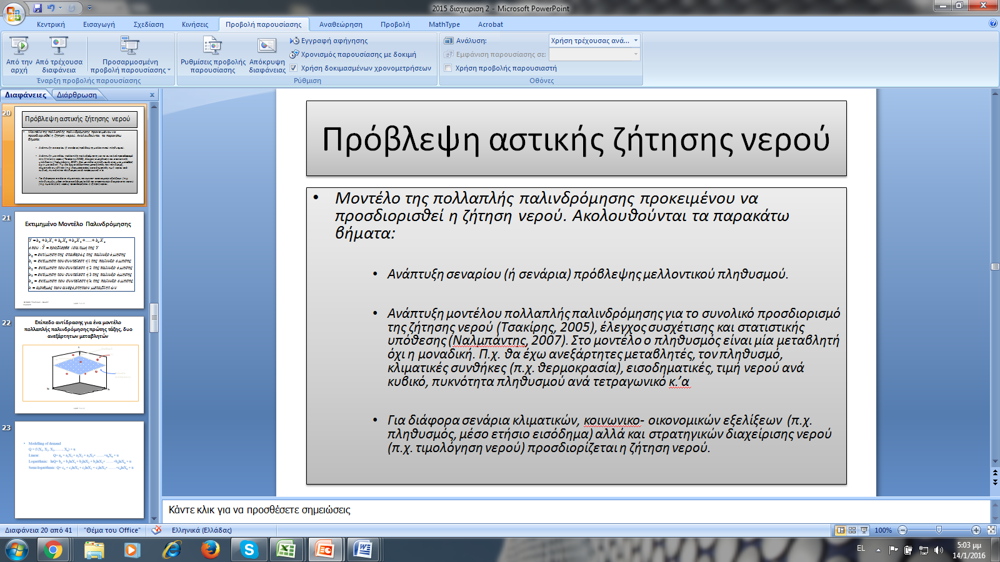 2015 διαχειριση 2 - Microsoft PowerPoint
Κεντρική Εισαγωγή Σχεδίαση Κινήσεις Προβολή παρουσίασης Αναθεώρηση Προβολή MathType Acrobat
Από την αρχή
Από τρέχουσα διαφάνεια
Προσαρμοσμένη προβολή παρουσίασης
Έναρξη προβολής παρουσίασης
Ρυθμίσεις προβολής παρουσίασης
Απόκρυψη διαφάνειας
Εγγραφή αφήγησης
Χρονισμός παρουσίασης με δοκιμή
Χρήση δοκιμασμένων χρονομετρήσεων
Ρύθμιση
Ανάλυση: Χρήση τρέχουσας ανά...
Εμφάνιση παρουσίασης σε:
Χρήση προβολής παρουσιαστή
Οθόνες
Διαφάνειες Διάρθρωση x
20
Πρόβλεψη αστικής ζήτησης νερού
21
Εκτιμημένο Μοντέλο Παλινδρόμησης
22
Επίπεδο αντίδρασης για ένα μοντέλο
πολλαπλής παλινδρόμησης πρώτης τάξης, δυο
ανεξάρτητων μεταβλητών
23
• Modelling of demand
Πρόβλεψη αστικής ζήτησης νερού
• Μοντέλο της πολλαπλής παλινδρόμησης προκειμένου να
προσδιορισθεί η ζήτηση νερού. Ακολουθούνται τα παρακάτω
βήματα:
• Ανάπτυξη σεναρίου (ή σενάρια) πρόβλεψης μελλοντικού πληθυσμού.
• Ανάπτυξη μοντέλου πολλαπλής παλινδρόμησης για το συνολικό προσδιορισμό
της ζήτησης νερού (Τσακίρης, 2005), έλεγχος συσχέτισης και στατιστικής
υπόθεσης (Ναλμπάντης, 2007). Στο μοντέλο ο πληθυσμός είναι μία μεταβλητή
όχι η μοναδική. Π.χ. θα έχω ανεξάρτητες μεταβλητές, τον πληθυσμό,
κλιματικές συνθήκες (π.χ. θερμοκρασία), εισοδηματικές, τιμή νερού ανά
κυβικό, πυκνότητα πληθυσμού ανά τετραγωνικό κ.'α
• Για διάφορα σενάρια κλιματικών, κοινωνικο- οικονομικών εξελίξεων (π.χ.
πληθυσμός, μέσο ετήσιο εισόδημα) αλλά και στρατηγικών διαχείρισης νερού
(π.χ. τιμολόγηση νερού) προσδιορίζεται η ζήτηση νερού.
Κάντε κλικ για να προσθέσετε σημειώσεις
Διαφάνεια 20 από 41 "Θέμα του Office" Ελληνικά (Ελλάδας) 100%
EL 5:03 μμ
14/1/2016